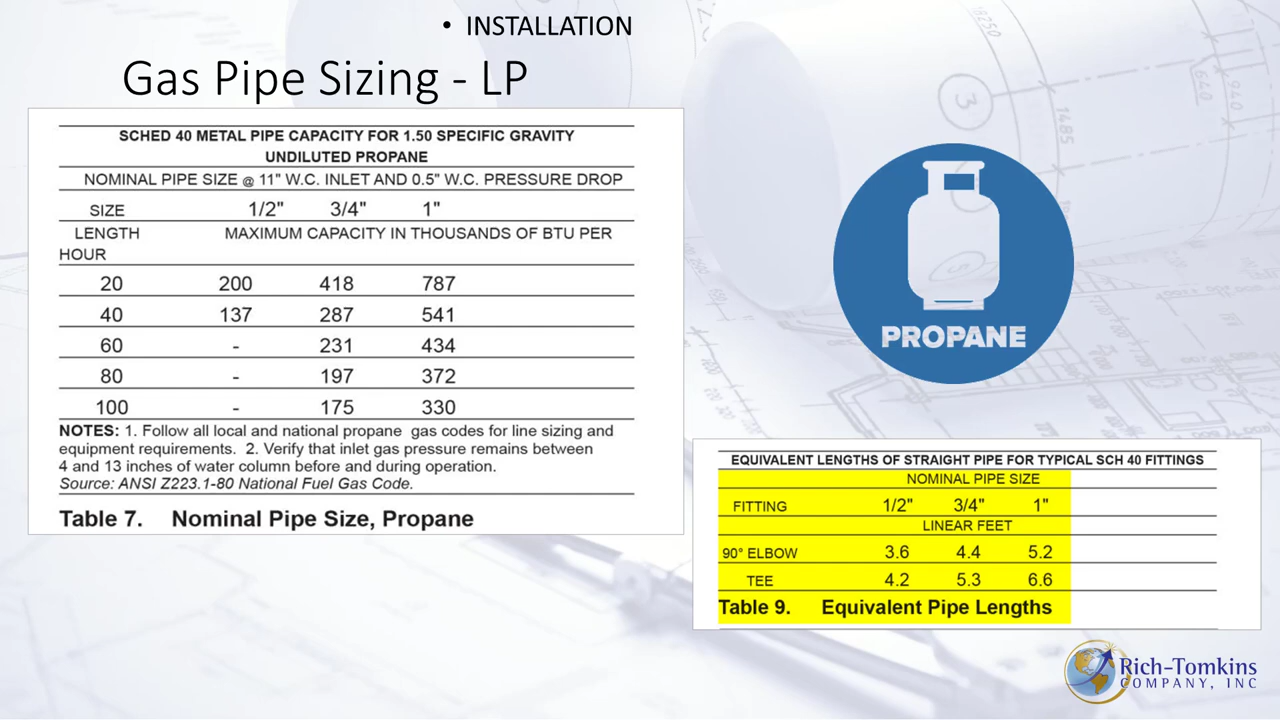 • INSTALLATION
Gas Pipe Sizing - LP
SCHED 40 METAL PIPE CAPACITY FOR 1.50 SPECIFIC GRAVITY
UNDILUTED PROPANE
NOMINAL PIPE SIZE @ 11" W.C. INLET AND 0.5" W.C. PRESSURE DROP
SIZE 1/2" 3/4" 1"
LENGTH MAXIMUM CAPACITY IN THOUSANDS OF BTU PER
HOUR
20 200 418 787
40 137 287 541
60 - 231 434
80 - 197 372
100 - 175 330
NOTES: 1. Follow all local and national propane gas codes for line sizing and
equipment requirements. 2. Verify that inlet gas pressure remains between
4 and 13 inches of water column before and during operation.
Source: ANSI Z223.1-80 National Fuel Gas Code.
Table 7. Nominal Pipe Size, Propane
PROPANE
EQUIVALENT LENGTHS OF STRAIGHT PIPE FOR TYPICAL SCH 40 FITTINGS
NOMINAL PIPE SIZE
FITTING 1/2" 3/4" 1"
LINEAR FEET
90° ELBOW 3.6 4.4 5.2
TEE 4.2 5.3 6.6
Table 9. Equivalent Pipe Lengths
Rich-Tomkins
COMPANY, INC
3
18250
1485
640
940